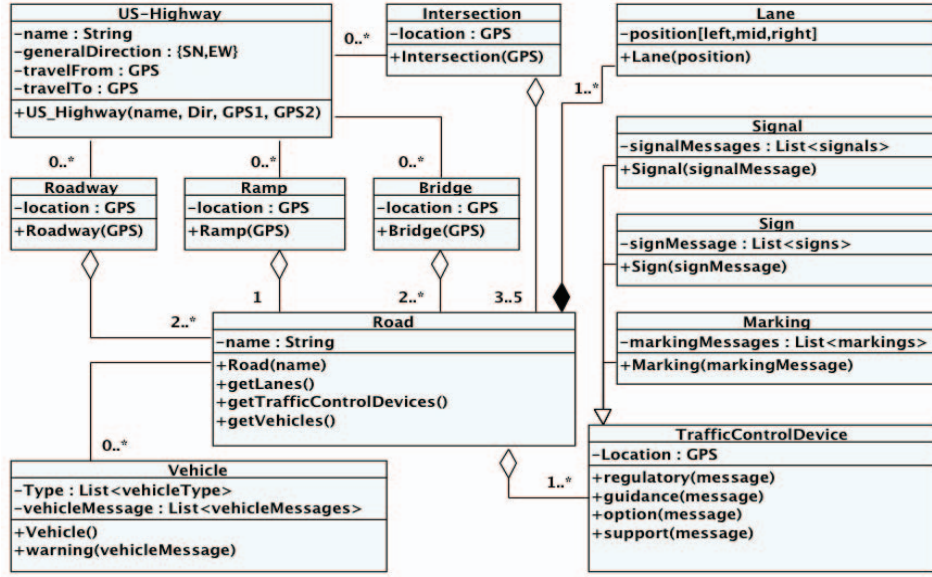 US-Highway
-name : String
-generalDirection : {SN,EW}
-travelFrom : GPS
-travelTo : GPS
+US_Highway(name, Dir, GPS1, GPS2)
0..*
Intersection
-location : GPS
+Intersection(GPS)
Lane
-position[left,mid,right]
+Lane(position)
1..*
Signal
-signalMessages : List<signals>
+Signal(signalMessage)
0..*
0..*
0..*
Roadway
-location : GPS
+Roadway(GPS)
Ramp
-location : GPS
+Ramp(GPS)
Bridge
-location : GPS
+Bridge(GPS)
Sign
-signMessage : List<signs>
+Sign(signMessage)
2..*
1
2..*
3..5
Road
-name : String
+Road(name)
+getLanes()
+getTrafficControlDevices()
+getVehicles()
Marking
-markingMessages : List<markings>
+Marking(markingMessage)
0..*
1..*
Vehicle
-Type : List<vehicleType>
-vehicleMessage : List<vehicleMessages>
+Vehicle()
+warning(vehicleMessage)
TrafficControlDevice
-Location : GPS
+regulatory(message)
+guidance(message)
+option(message)
+support(message)